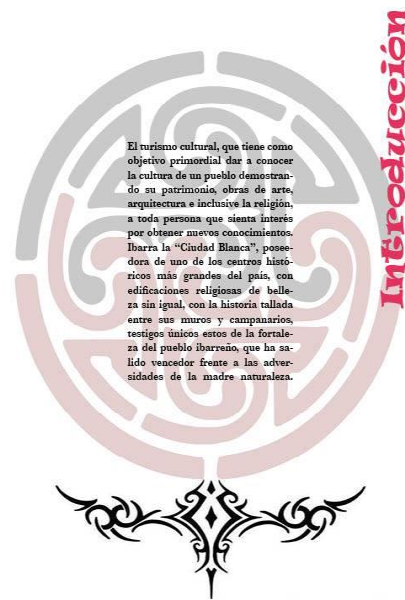 Introducción
El turismo cultural, que tiene como
objetivo primordial dar a conocer
la cultura de un pueblo demostran-
do su patrimonio, obras de arte,
arquitectura e inclusive la religión,
a toda persona que sienta interés
por obtener nuevos conocimientos.
Ibarra la “Ciudad Blanca”, posee-
dora de uno de los centros histó-
ricos más grandes del país, con
edificaciones religiosas de belle-
za sin igual, con la historia tallada
entre sus muros y campanarios,
testigos únicos estos de la fortale-
za del pueblo ibarreño, que ha sa-
lido vencedor frente a las adver-
sidades de la madre naturaleza.